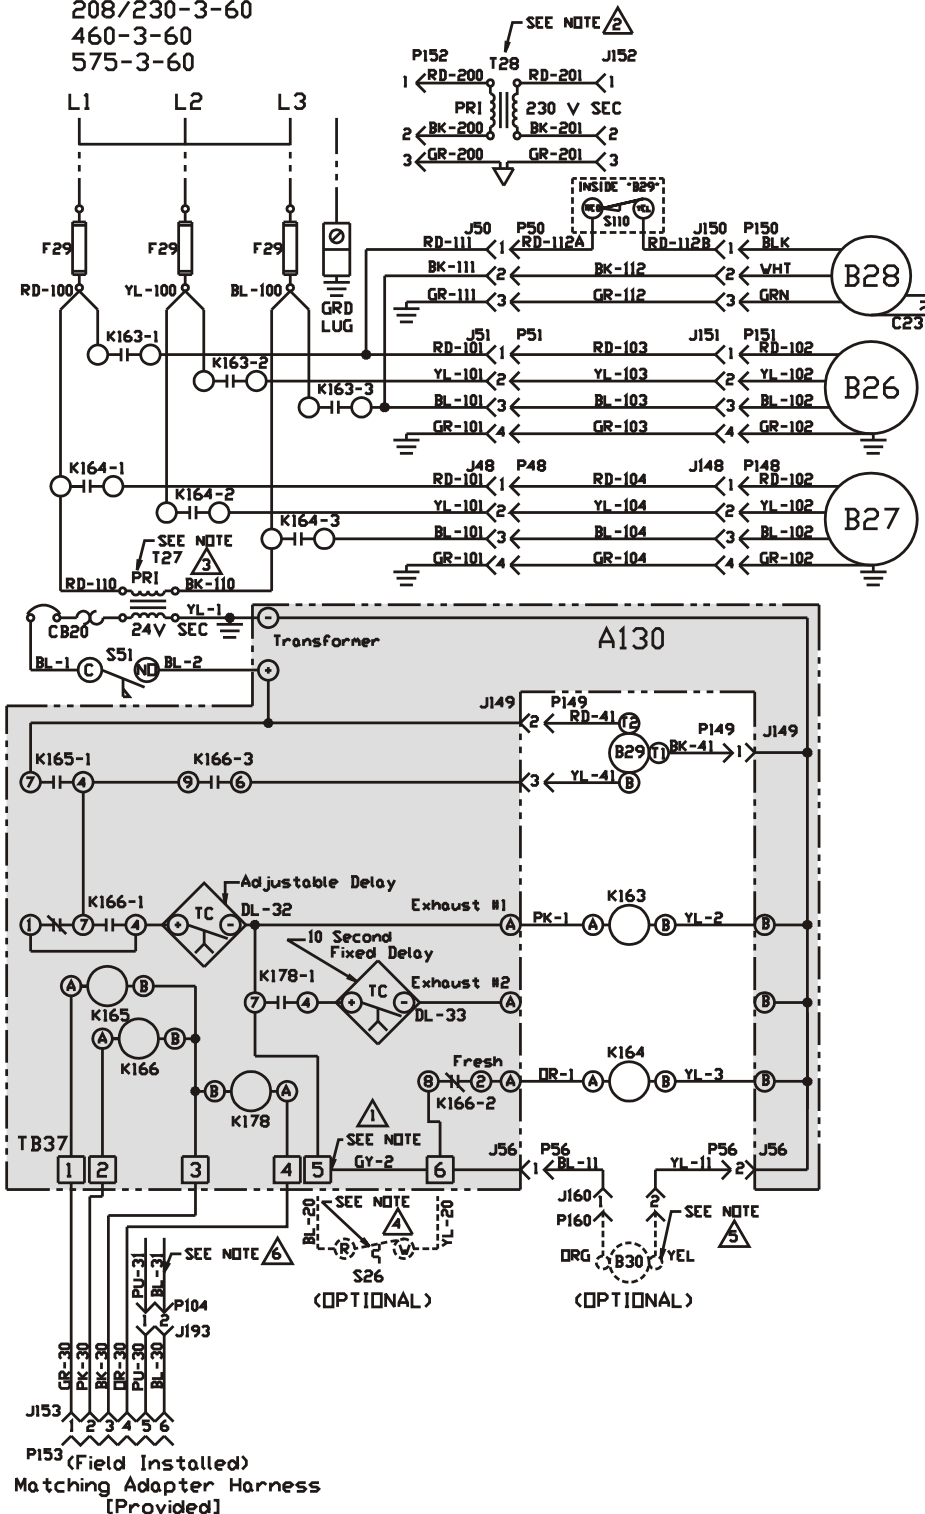 208/230-3-60
460-3-60
575-3-60
SEE NOTE 2
P152 T28 J152
1 RD-200 RD-201 1
L1 L2 L3
PRI 230 V SEC
2 BK-200 BK-201 2
3 GR-200 GR-201 3
INSIDE "B29"
RED YEL
S110
J50 P50 J150 P150
F29 F29 F29
RD-111 1 RD-112A RD-112B 1 BLK
BK-111 2 BK-112 2 WHT B28
RD-100 YL-100 BL-100
GR-111 3 GR-112 3 GRN
GRD
LUG
C23
K163-1 J51 P51 J151 P151
RD-101 1 RD-103 1 RD-102
K163-2
YL-101 2 YL-103 2 YL-102 B26
K163-3
BL-101 3 BL-103 3 BL-102
GR-101 4 GR-103 4 GR-102
K164-1 J48 P48 J148 P148
RD-101 1 RD-104 1 RD-102
K164-2
YL-101 2 YL-104 2 YL-102 B27
K164-3
BL-101 3 BL-104 3 BL-102
SEE NOTE 3
T27
GR-101 4 GR-104 4 GR-102
RD-110 PRI BK-110
YL-1 -
CB20 24V SEC
Transformer A130
S51
BL-1 C NO BL-2 +
J149 P149
2 RD-41 T2
P149 J149
B29 T1 BK-41 1
K165-1 K166-3
7 4 9 6 3 YL-41 B
Adjustable Delay
K166-1 TC DL-32 Exhaust #1 K163
1 7 4 + - A PK-1 A B YL-2 B
10 Second
Fixed Delay
K178-1 TC Exhaust #2
A B 7 4 + - A B
K165 DL-33
A B
K166
Fresh K164
8 2 A OR-1 A B YL-3 B
B A K166-2
K178
1
SEE NOTE
TB37
J56 P56 P56 J56
1 2 3 4 5 GY-2 6 1 BL-11 YL-11 2
J160 2
P160
BL-20 SEE NOTE 4 YL-20
SEE NOTE 5
R W
S26
(OPTIONAL)
ORG B30 YEL
(OPTIONAL)
PU-31 BL-31 SEE NOTE 6
P104
1 2
J193
GR-30 PK-30 BK-30 OR-30 PU-30 BL-30
J153
1 2 3 4 5 6
P153 (Field Installed)
Matching Adapter Harness
[Provided]